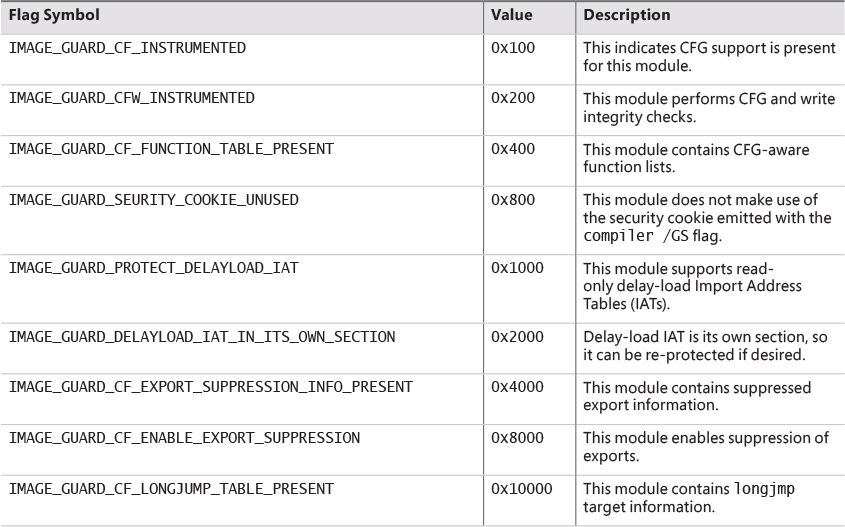 Flag Symbol Value Description
IMAGE_GUARD_CF_INSTRUMENTED 0x100 This indicates CFG support is present
for this module.
IMAGE_GUARD_CFW_INSTRUMENTED 0x200 This module performs CFG and write
integrity checks.
IMAGE_GUARD_CF_FUNCTION_TABLE_PRESENT 0x400 This module contains CFG-aware
function lists.
IMAGE_GUARD_SEURITY_COOKIE_UNUSED 0x800 This module does not make use of
the security cookie emitted with the
compiler /GS flag.
IMAGE_GUARD_PROTECT_DELAYLOAD_IAT 0x1000 This module supports read-
only delay-load Import Address
Tables (IATs).
IMAGE_GUARD_DELAYLOAD_IAT_IN_ITS_OWN_SECTION 0x2000 Delay-load IAT is its own section, so
it can be re-protected if desired.
IMAGE_GUARD_CF_EXPORT_SUPPRESSION_INFO_PRESENT 0x4000 This module contains suppressed
export information.
IMAGE_GUARD_CF_ENABLE_EXPORT_SUPPRESSION 0x8000 This module enables suppression of
exports.
IMAGE_GUARD_CF_LONGJUMP_TABLE_PRESENT 0x10000 This module contains longjmp
target information.